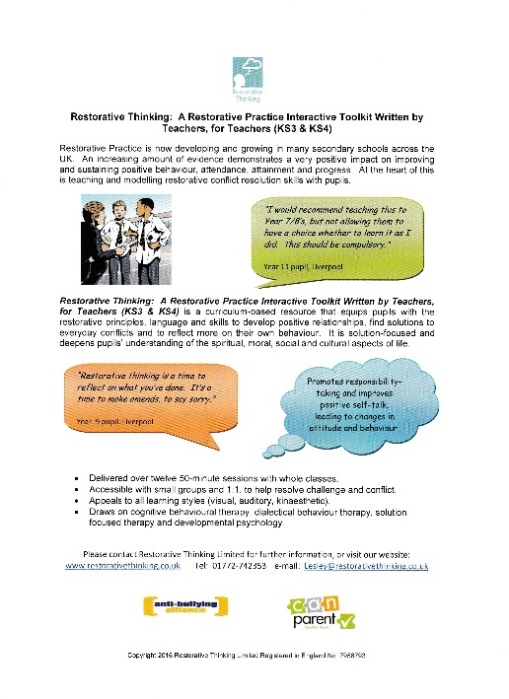 Restorative
Thinking
Restorative Thinking: A Restorative Practice Interactive Toolkit Written by
Teachers, for Teachers (KS3 & KS4)
Restorative Practice is now developing and growing in many secondary schools across the
UK. An increasing amount of evidence demonstrates a very positive impact on improving
and sustaining positive behaviour, attendance, attainment and progress. At the heart of this
is teaching and modelling restorative conflict resolution skills with pupils.
"I would recommend teaching this to
Year 7/8's, but not allowing them to
have a choice whether to learn it as I
did. This should be compulsory."
Year 11 pupil, Liverpool
Restorative Thinking: A Restorative Practice Interactive Toolkit Written by Teachers,
for Teachers (KS3 & KS4) is a curriculum-based resource that equips pupils with the
restorative principles, language and skills to develop positive relationships, find solutions to
everyday conflicts and to reflect more on their own behaviour. It is solution-focused and
deepens pupils' understanding of the spiritual, moral, social and cultural aspects of life.
"Restorative thinking is a time to
reflect on what you've done. It's a
time to make amends, to say sorry."
Year 9 pupil, Liverpool
Promotes responsibility-
taking and improves
positive self-talk,
leading to changes in
attitude and behaviour
• Delivered over twelve 50-minute sessions with whole classes.
• Accessible with small groups and 1:1, to help resolve challenge and conflict.
• Appeals to all learning styles (visual, auditory, kinaesthetic).
• Draws on cognitive behavioural therapy, dialectical behaviour therapy, solution
focused therapy and developmental psychology.
Please contact Restorative Thinking Limited for further information, or visit our website:
www.restorativethinking.co.uk Tel: 01772-742353 e-mail: Lesley@restorativethinking.co.uk
anti-bullying
alliance
can
parent
Copyright 2016 Restorative Thinking Limited Registered in England No